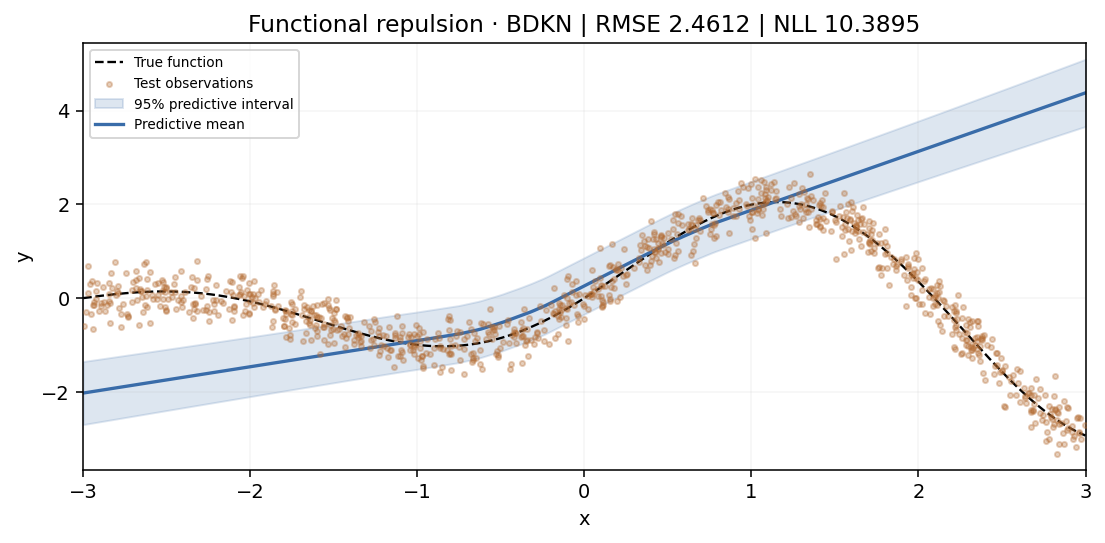 Functional repulsion · BDKN | RMSE 2.4612 | NLL 10.3895
True function
Test observations
95% predictive interval
Predictive mean
y
4
2
0
−2
−3
−2
−1
0
1
2
3
x